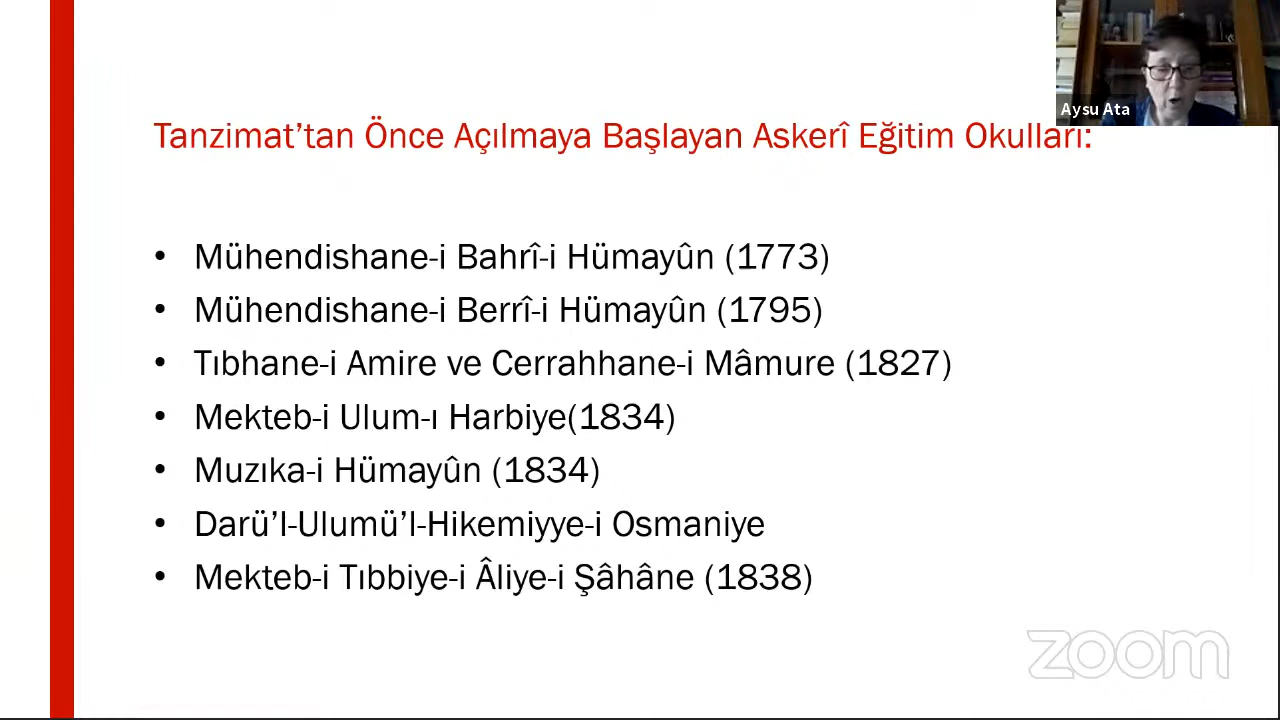 Aysu Ata
Tanzimat’tan Önce Açılmaya Başlayan Askerî Eğitim Okulları:
• Mühendishane-i Bahrî-i Hümayûn (1773)
• Mühendishane-i Berrî-i Hümayûn (1795)
• Tıbhane-i Amire ve Cerrahhane-i Mâmure (1827)
• Mekteb-i Ulum-ı Harbiye(1834)
• Muzıka-i Hümayûn (1834)
• Darü’l-Ulumü’l-Hikemiyye-i Osmaniye
• Mekteb-i Tıbbiye-i Âliye-i Şâhâne (1838)
zoom